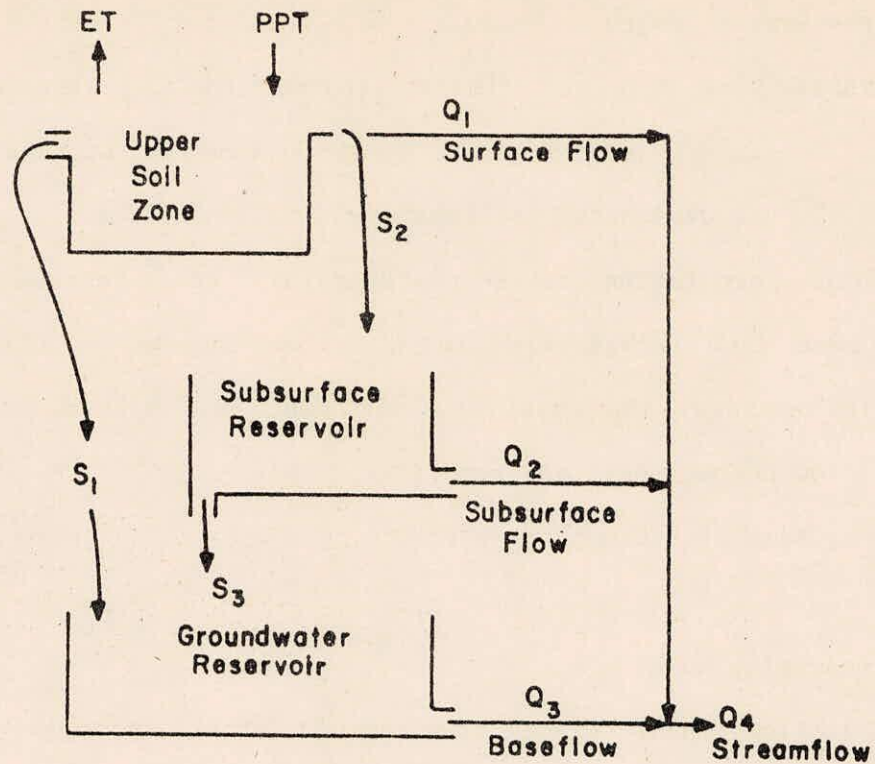 ET
PPT
Q1
Surface Flow
Upper
Soil
Zone
S2
Subsurface
Reservoir
Q2
Subsurface
Flow
S1
S3
Groundwater
Reservoir
Q3
Baseflow
Q4
Streamflow